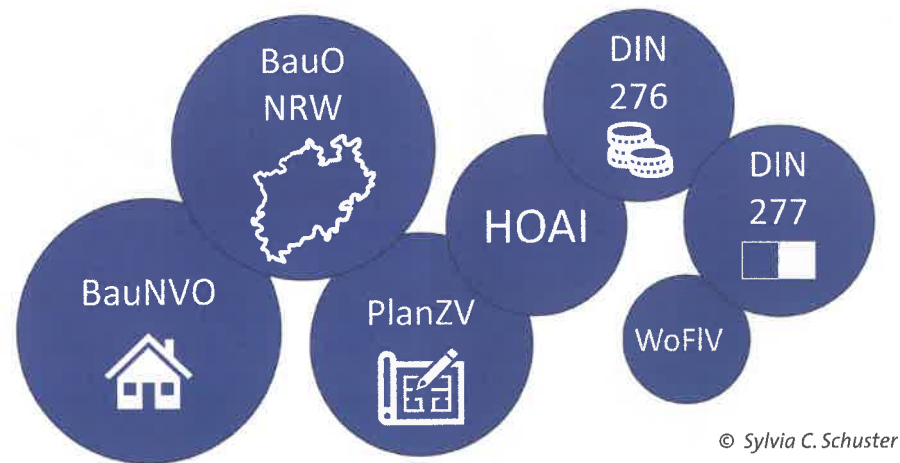 BauO
NRW
DIN
276
DIN
277
HOAI
BauNVO
PlanZV
WoFlV
© Sylvia C. Schuster